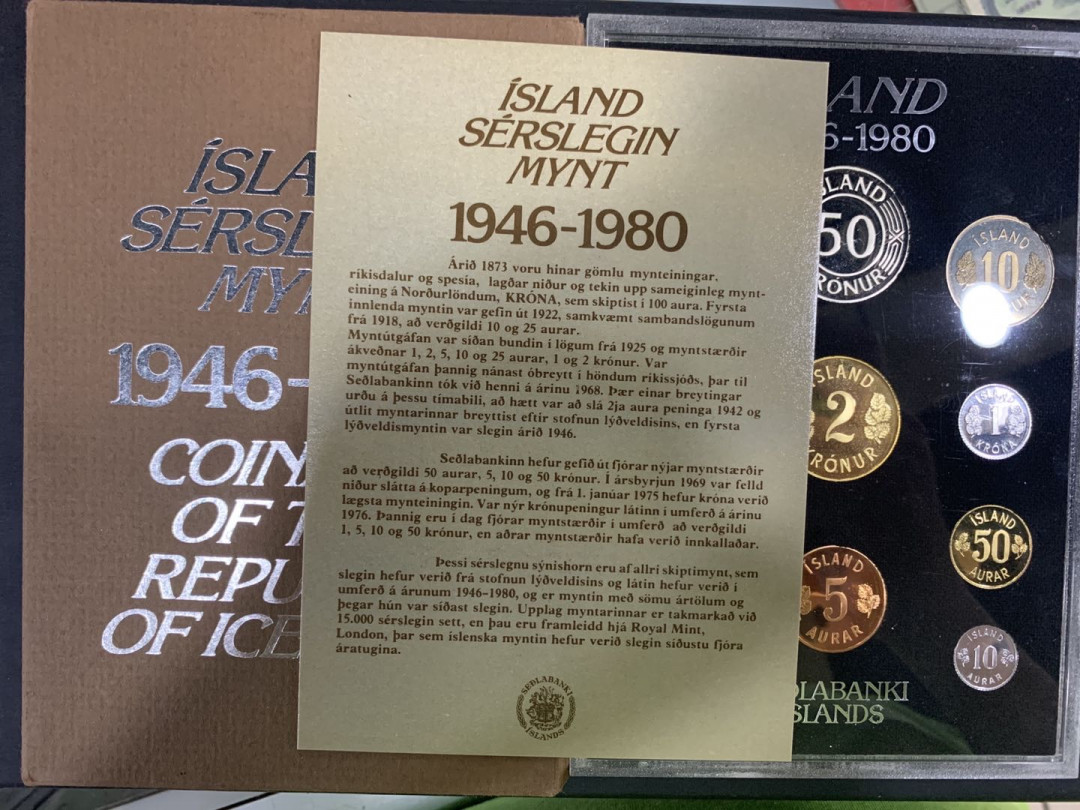 ÍSLA
SÉRSL
MY
1946-
COIN
OF T
REPU
OF ICE
ÍSLAND
SÉRSLEGIN
MYNT
1946-1980
Árið 1873 voru hinar gömlu mynteiningar,
ríkisdalur og spesía, lagðar niður og tekin upp sameiginleg mynt-
eining á Norðurlöndum, KRÓNA, sem skiptist í 100 aura. Fyrsta
innlenda myntin var gefin út 1922, samkvæmt sambandslögunum
frá 1918, að verðgildi 10 og 25 aurar.
Myntútgáfan var síðan bundin í lögum frá 1925 og myntstærðir
ákveðnar 1, 2, 5, 10 og 25 aurar, 1 og 2 krónur. Var
myntútgáfan þannig nánast óbreytt í höndum ríkissjóðs, þar til
Seðlabankinn tók við henni á árinu 1968. Þær einar breytingar
urðu á þessu tímabili, að hætt var að slá 2ja aura peninga 1942 og
útlit myntarinnar breyttist eftir stofnun lýðveldisins, en fyrsta
lýðveldismyntin var slegin árið 1946.
Seðlabankinn hefur gefið út fjórar nýjar myntstærðir
að verðgildi 50 aurar, 5, 10 og 50 krónur. Í ársbyrjun 1969 var felld
niður slátta á koparpeningum, og frá 1. janúar 1975 hefur króna verið
lægsta mynteiningin. Var nýr krónupeningur látinn í umferð á árinu
1976. Þannig eru í dag fjórar myntstærðir í umferð að verðgildi
1, 5, 10 og 50 krónur, en aðrar myntstærðir hafa verið innkallaðar.
Þessi sérslegnu sýnishorn eru af allri skiptimynt, sem
slegin hefur verið frá stofnun lýðveldisins og látin hefur verið í
umferð á árunum 1946-1980, og er myntin með sömu ártölum og
þegar hún var síðast slegin. Upplag myntarinnar er takmarkað við
15.000 sérslegin sett, en þau eru framleidd hjá Royal Mint,
London, þar sem íslenska myntin hefur verið slegin síðustu fjóra
áratugina.
SEÐLABANKI
ÍSLANDS
AND
6-1980
SLAND
50
KRÓNUR
ÍSLAND
10
UR
SLAND
2
RÓNUR
ÍSLAND
1
KRÓNA
ÍSLAND
5
AURAR
ÍSLAND
50
AURAR
ÍSLAND
10
AURAR
ÐLABANKI
SLANDS